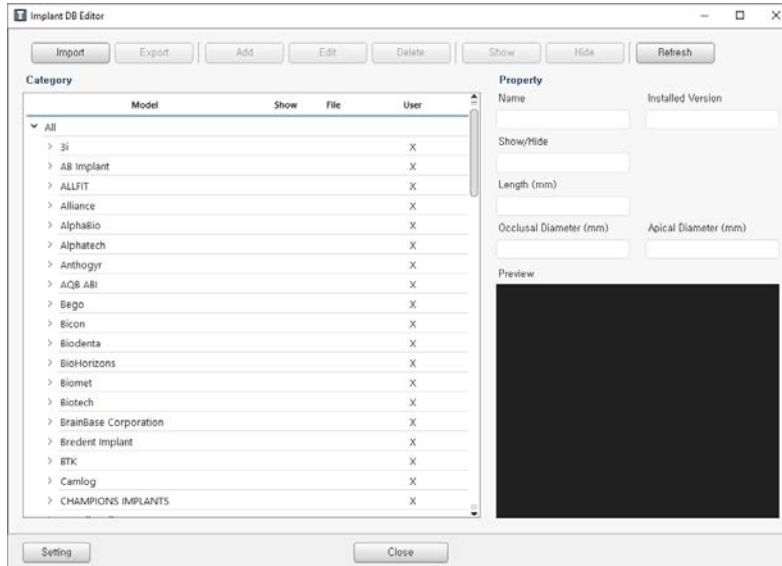 Implant DB Editor
Import Export Add Edit Delete Show Hide Refresh
Category
Model Show File User
All
3i X
AB Implant X
ALLFIT X
Alliance X
AlphaBio X
Alphatech X
Anthogyr X
AQB ABI X
Bego X
Bicon X
Biodenta X
BioHorizons X
Biomet X
Biotech X
BrainBase Corporation X
Bredent Implant X
BTK X
Camlog X
CHAMPIONS IMPLANTS X
Property
Name Installed Version
Show/Hide
Length (mm)
Occlusal Diameter (mm) Apical Diameter (mm)
Preview
Setting Close